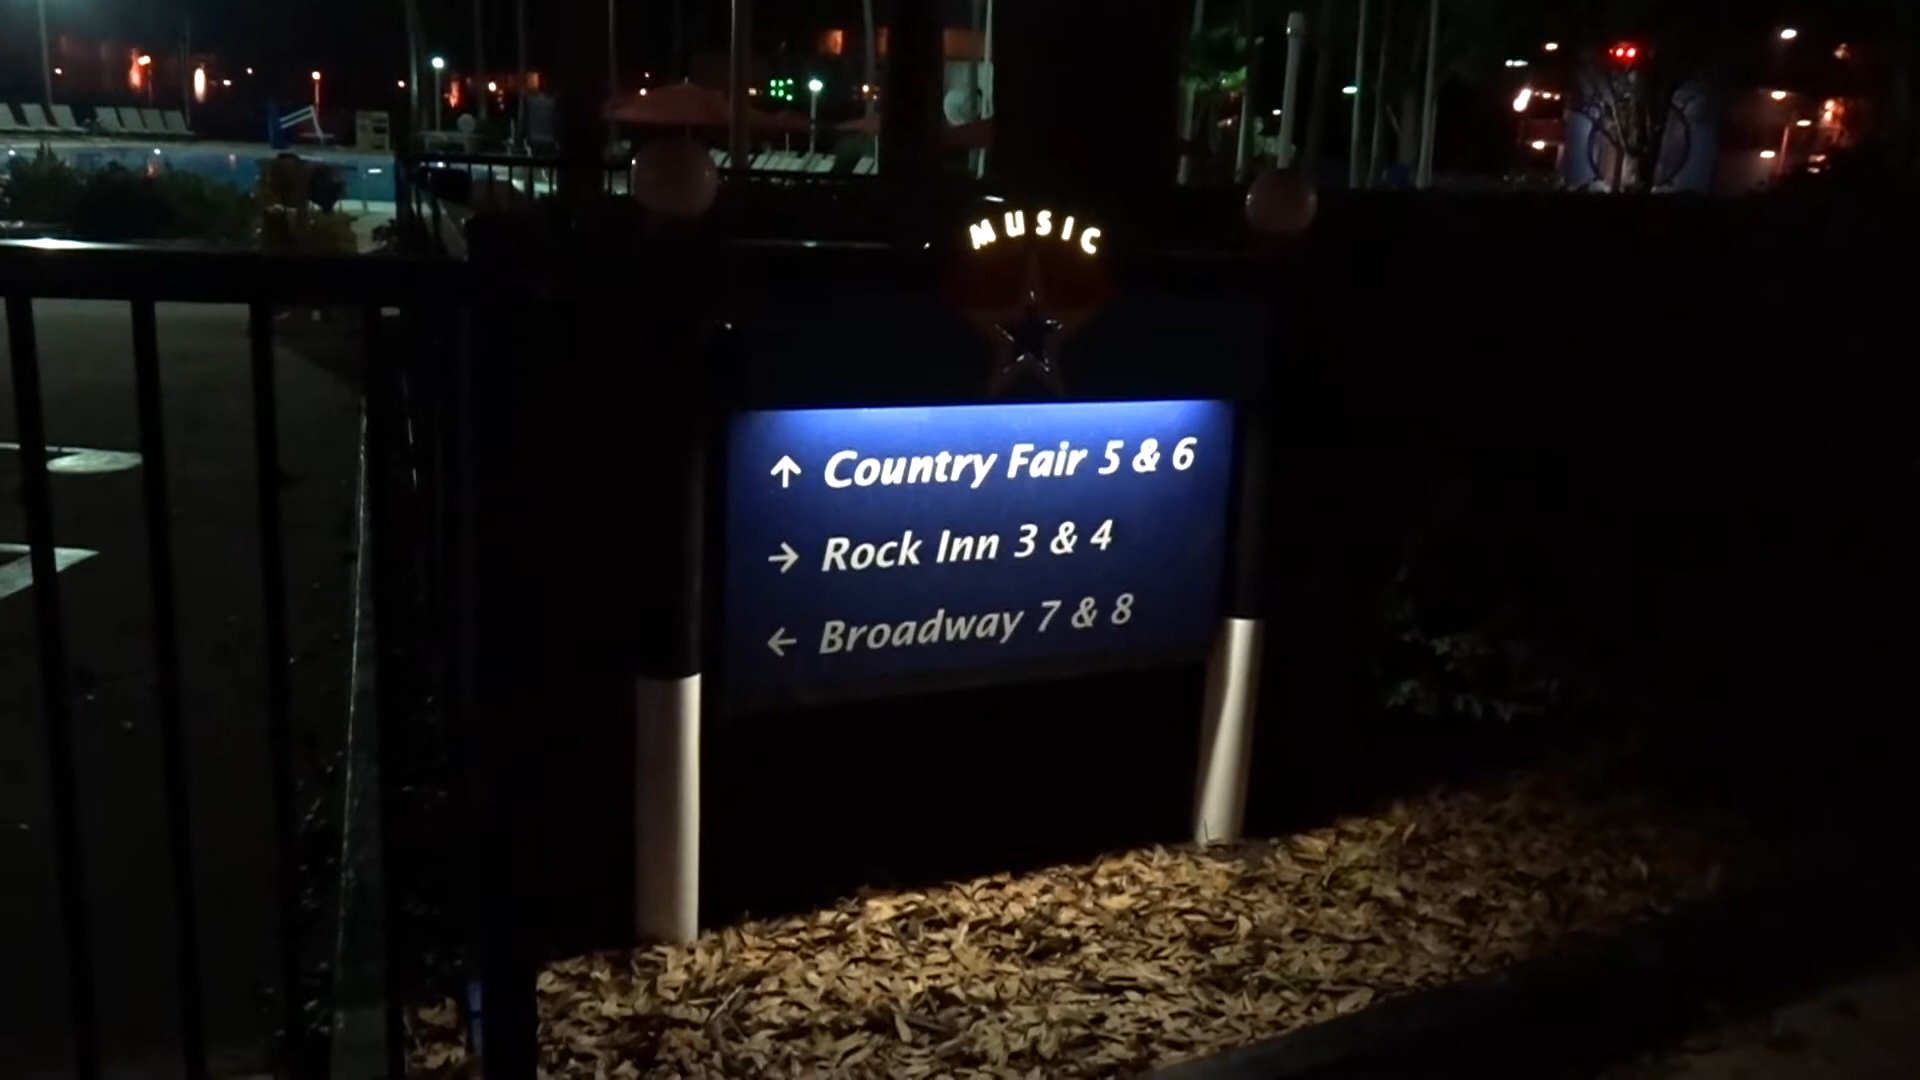 MUSIC
↑ Country Fair 5 & 6
→ Rock Inn 3 & 4
← Broadway 7 & 8